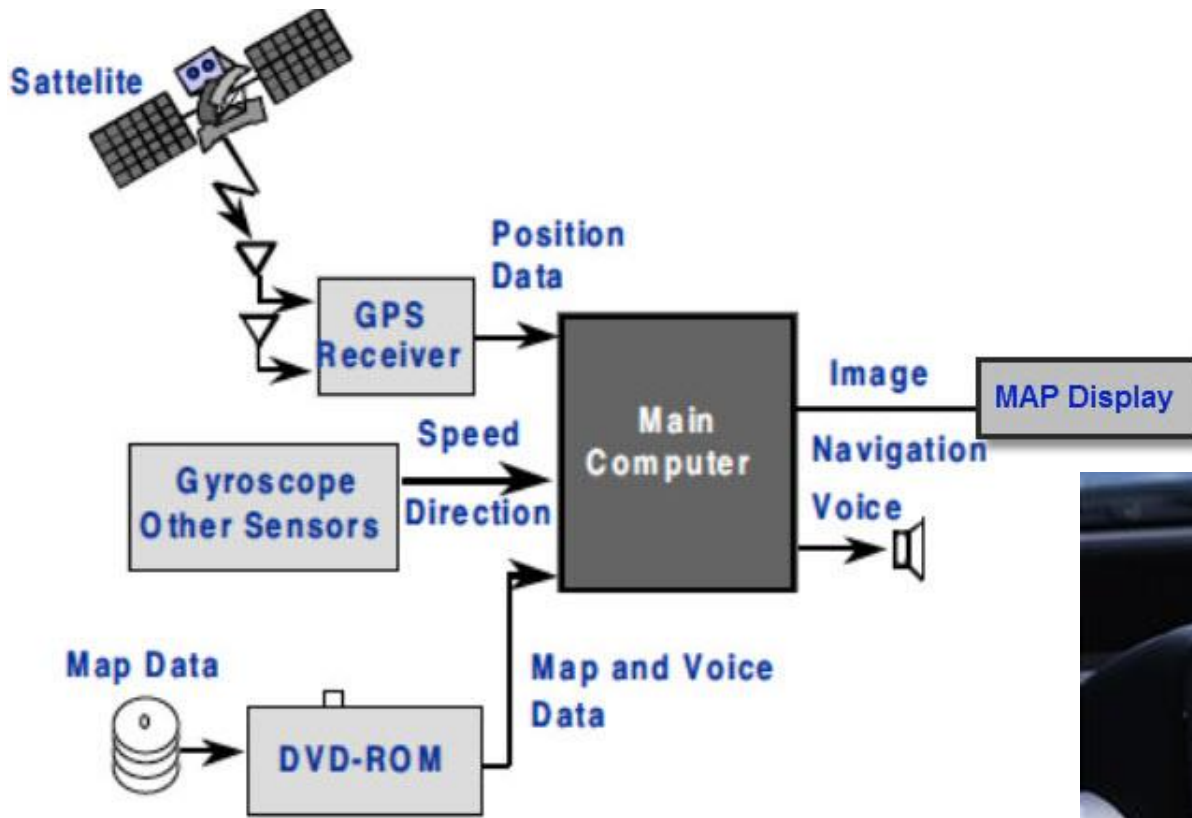 Sattelite
Position
Data
GPS
Receiver
Image
MAP Display
Main
Computer
Speed
Direction
Gyroscope
Other Sensors
Navigation
Voice
Map Data
Map and Voice
Data
DVD-ROM